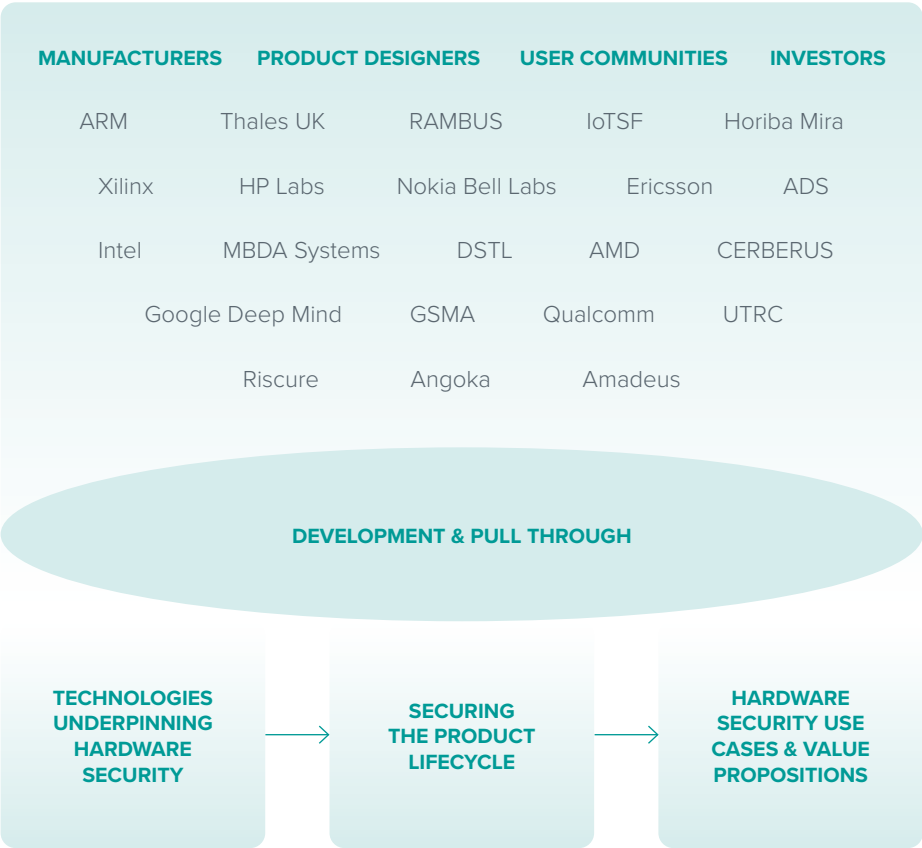 MANUFACTURERS PRODUCT DESIGNERS USER COMMUNITIES INVESTORS
ARM Thales UK RAMBUS IoTSF Horiba Mira
Xilinx HP Labs Nokia Bell Labs Ericsson ADS
Intel MBDA Systems DSTL AMD CERBERUS
Google Deep Mind GSMA Qualcomm UTRC
Riscure Angoka Amadeus
DEVELOPMENT & PULL THROUGH
TECHNOLOGIES
UNDERPINNING
HARDWARE
SECURITY
SECURING
THE PRODUCT
LIFECYCLE
HARDWARE
SECURITY USE
CASES & VALUE
PROPOSITIONS